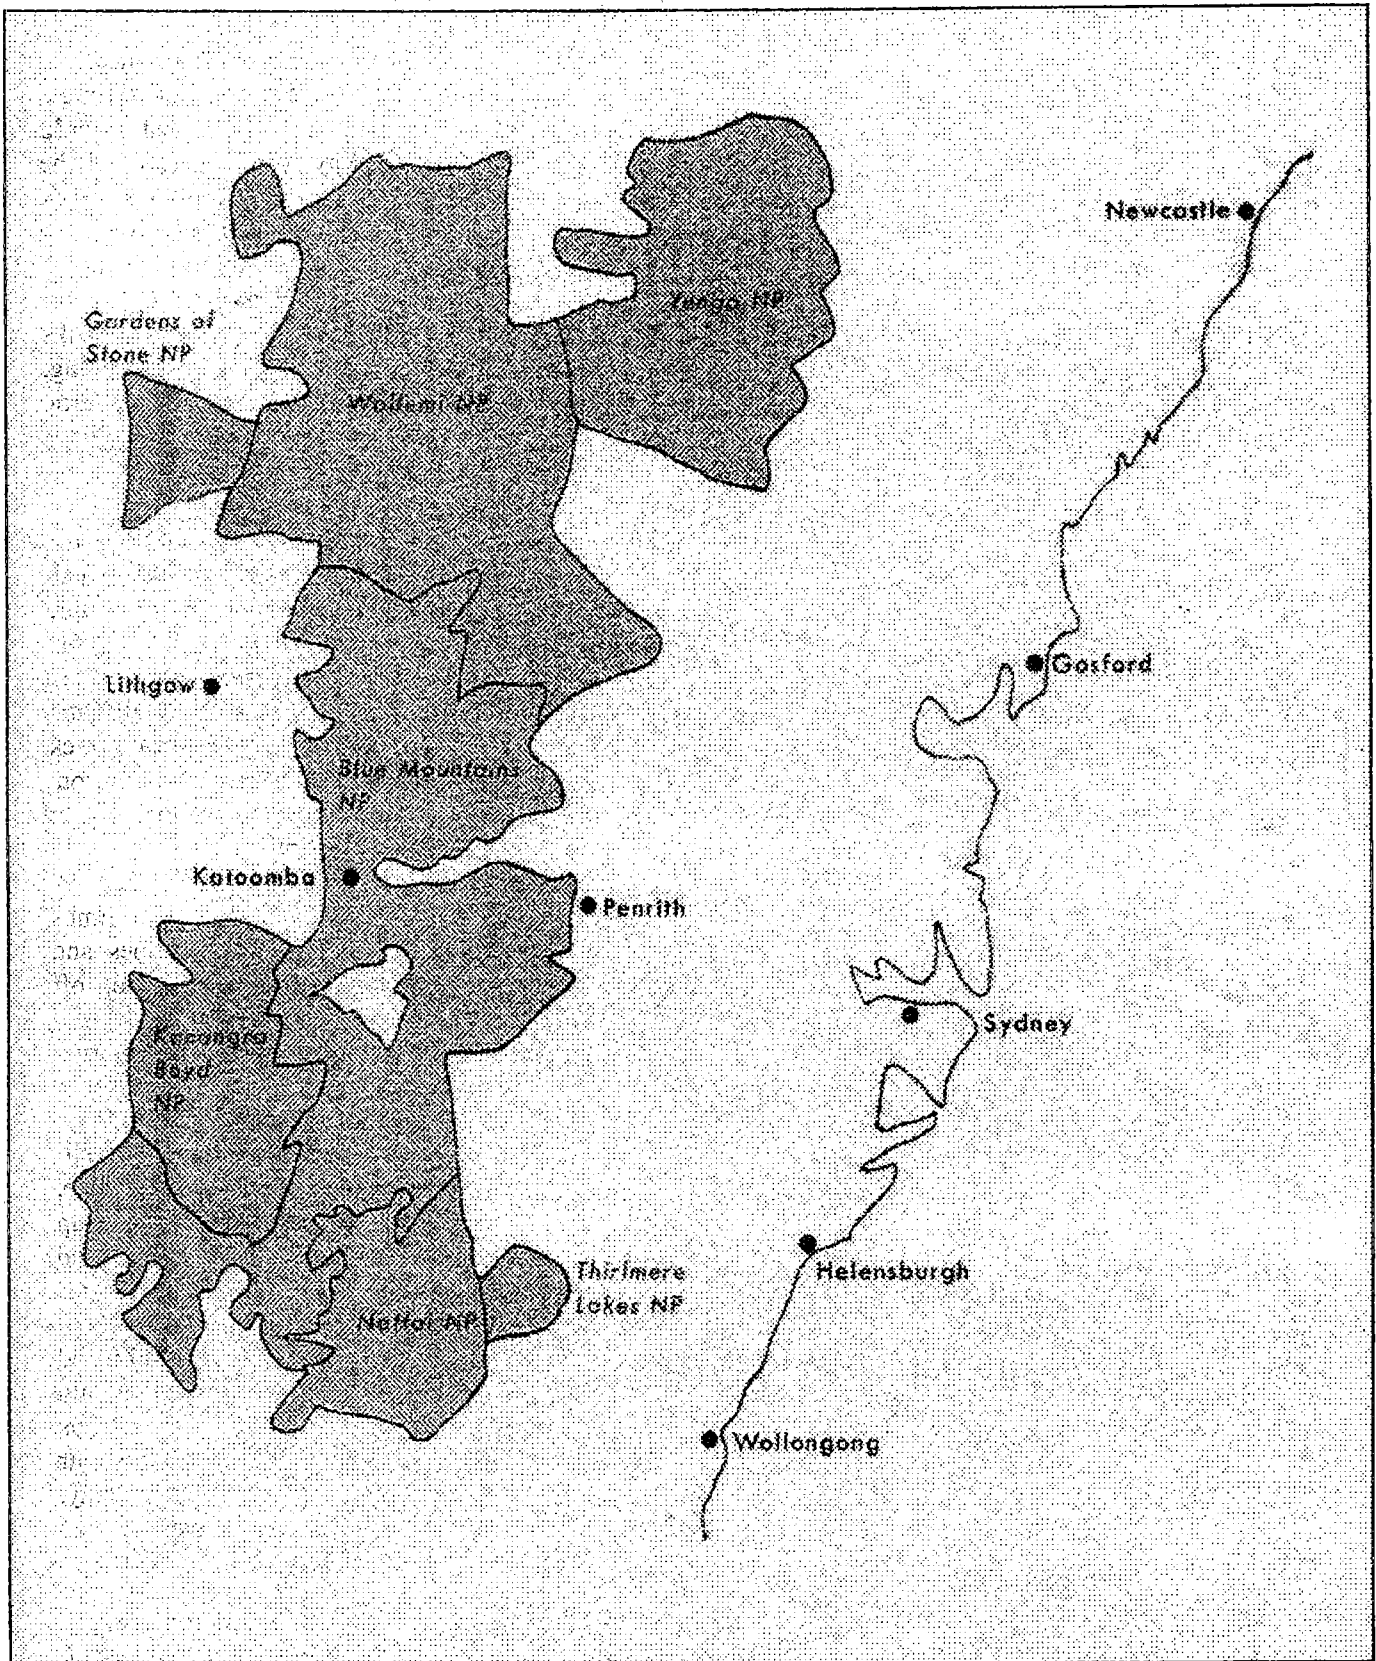 Newcastle
Yengo NP
Gardens of
Stone NP
Wollemi NP
Gosford
Lithgow
Blue Mountains
NP
Katoomba
Penrith
Sydney
Kanangra
Boyd
NP
Helensburgh
Thirlmere
Lakes NP
Nattai NP
Wollongong